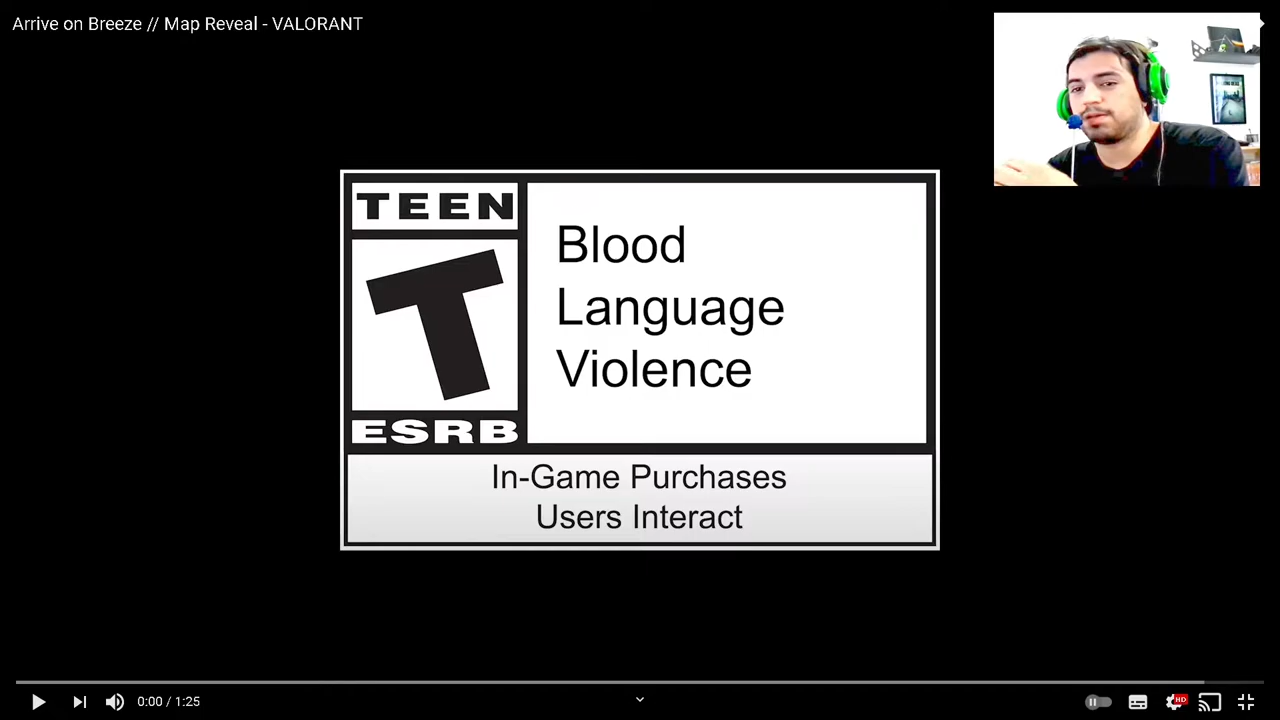 Arrive on Breeze // Map Reveal - VALORANT
TEEN
T
ESRB
Blood
Language
Violence
In-Game Purchases
Users Interact
0:00 / 1:25
HD